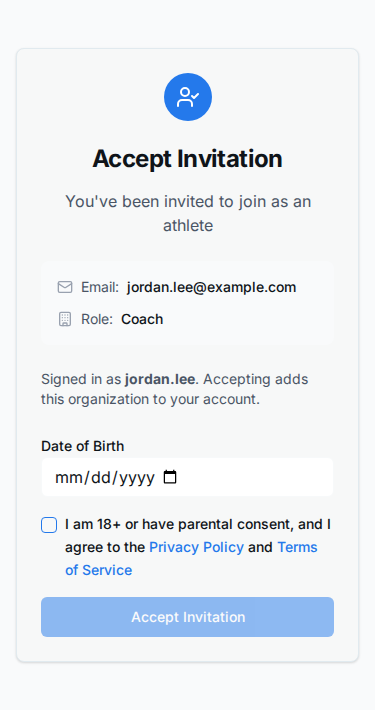 Accept Invitation
You've been invited to join as an
athlete
Email: jordan.lee@example.com
Role: Coach
Signed in as jordan.lee. Accepting adds
this organization to your account.
Date of Birth
mm/dd/yyyy
I am 18+ or have parental consent, and I
agree to the Privacy Policy and Terms
of Service
Accept Invitation